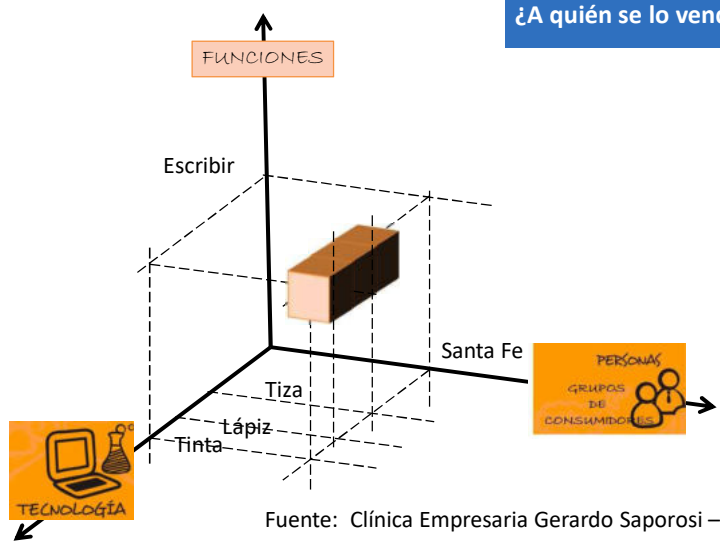 ¿A quién se lo
FUNCIONES
Escribir
Santa Fe
PERSONAS
GRUPOS
DE
CONSUMIDORES
Tiza
Lápiz
Tinta
TECNOLOGÍA
Fuente: Clínica Empresaria Gerardo Saporosi –